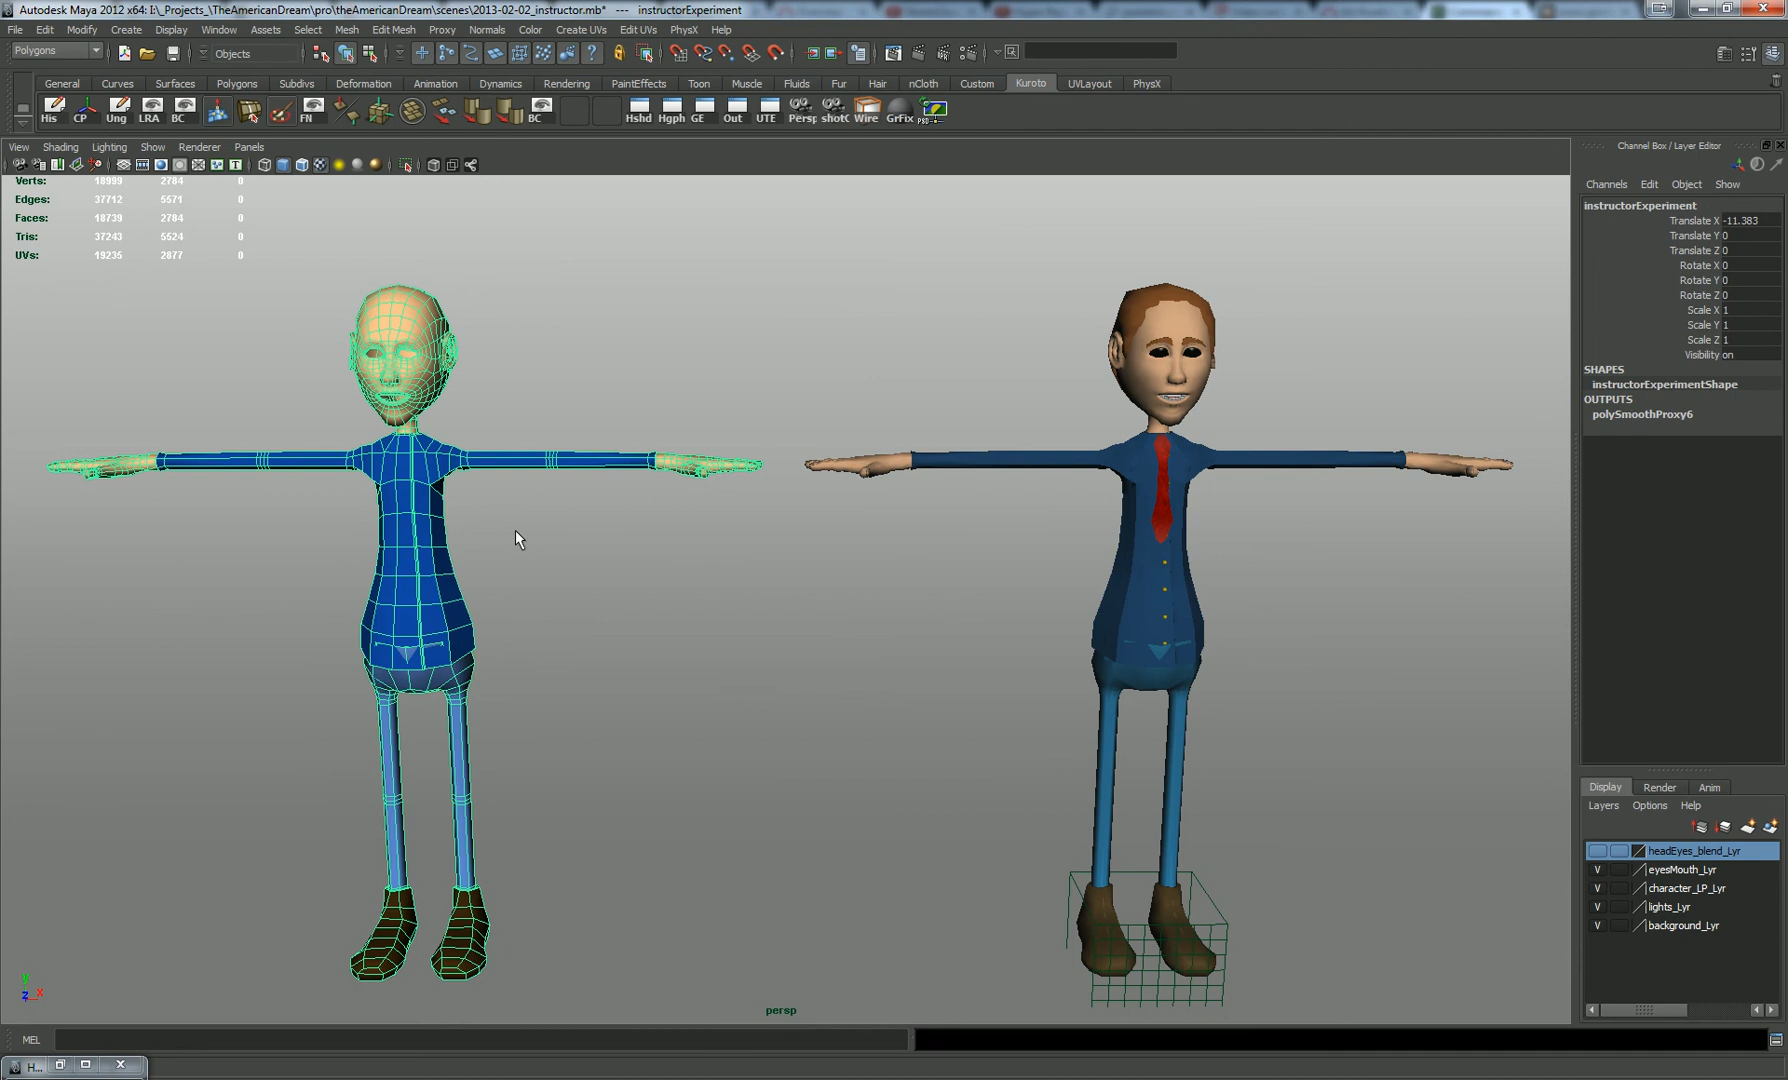 Autodesk Maya 2012 x64: I:\_Projects_\TheAmericanDream\pro\theAmericanDream\scenes\2013-02-02_instructor.mb* --- instructorExperiment
File Edit Modify Create Display Window Assets Select Mesh Edit Mesh Proxy Normals Color Create UVs Edit UVs PhysX Help
Polygons Objects
General Curves Surfaces Polygons Subdivs Deformation Animation Dynamics Rendering PaintEffects Toon Muscle Fluids Fur Hair nCloth Custom Kuroto UVLayout PhysX
His CP Ung LRA BC FN BC Hshd Hgph GE Out UTE Persp shotC Wire GrFix
View Shading Lighting Show Renderer Panels
Verts: 18999 2784 0
Edges: 37712 5571 0
Faces: 18739 2784 0
Tris: 37243 5524 0
UVs: 19235 2877 0
persp
y
z x
Channel Box / Layer Editor
Channels Edit Object Show
instructorExperiment
Translate X -11.383
Translate Y 0
Translate Z 0
Rotate X 0
Rotate Y 0
Rotate Z 0
Scale X 1
Scale Y 1
Scale Z 1
Visibility on
SHAPES
instructorExperimentShape
OUTPUTS
polySmoothProxy6
Display Render Anim
Layers Options Help
headEyes_blend_Lyr
V eyesMouth_Lyr
V character_LP_Lyr
V lights_Lyr
V background_Lyr
MEL
H...